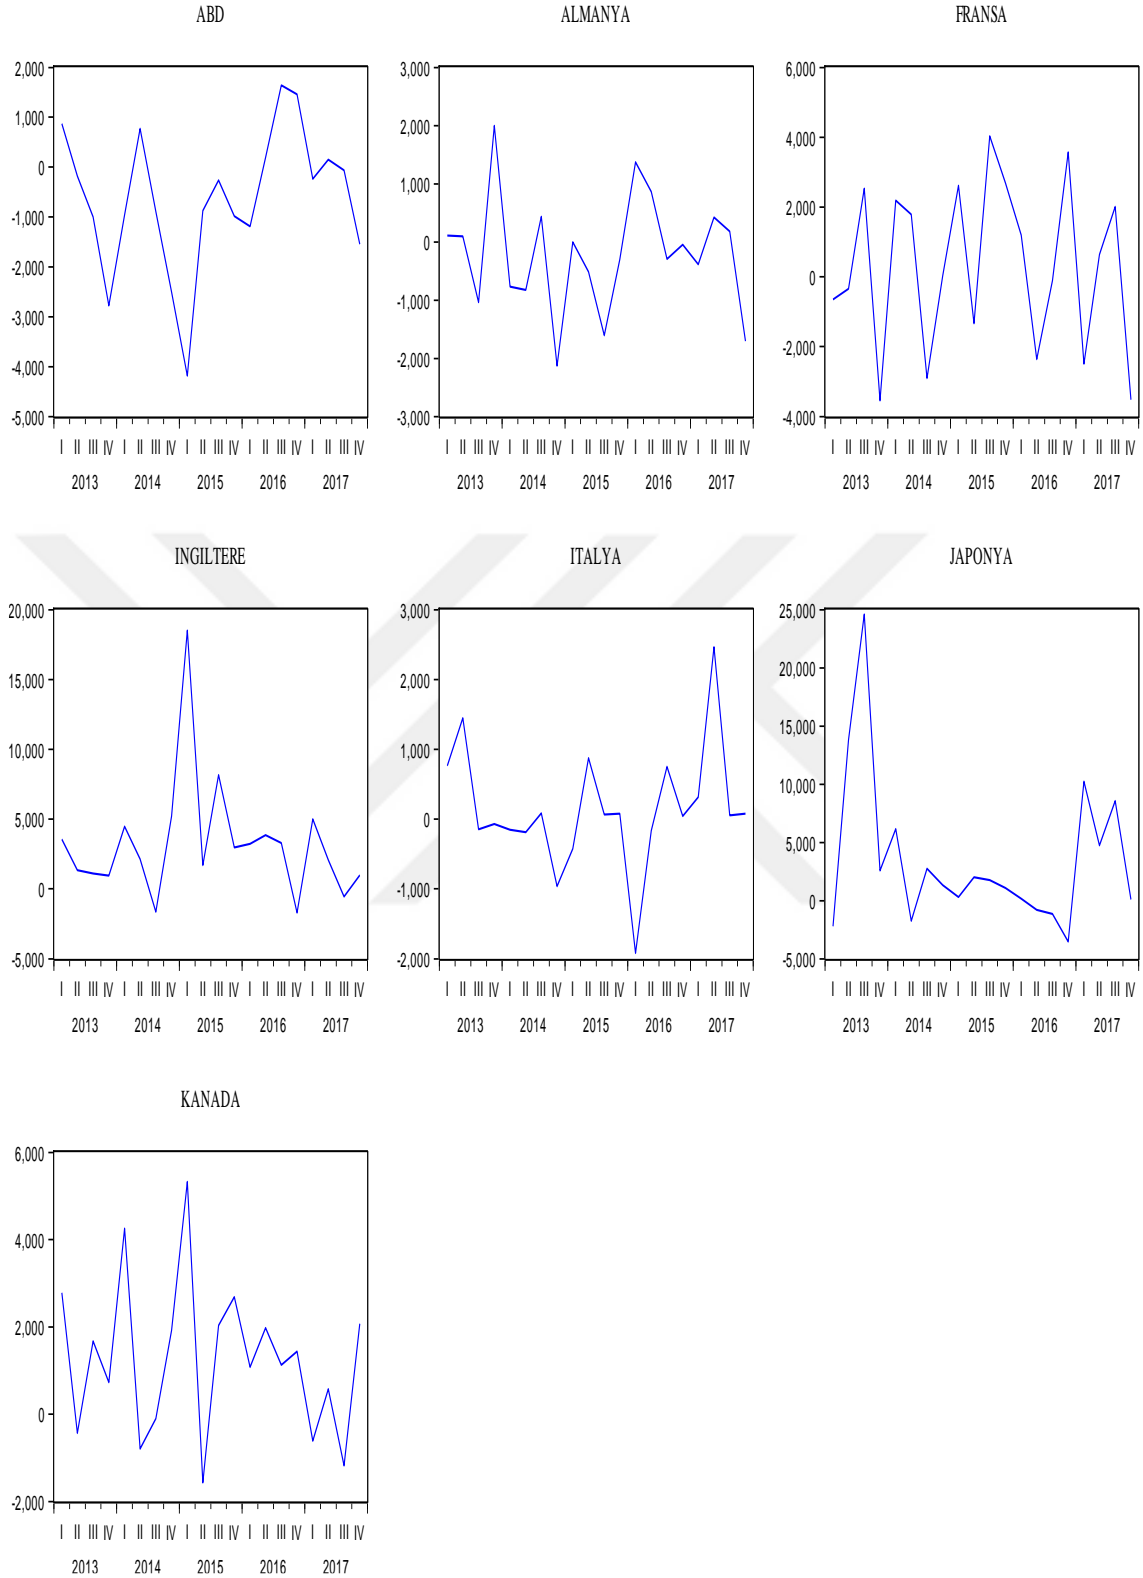 ABD
2,000
1,000
0
-1,000
-2,000
-3,000
-4,000
-5,000
I II III IV I II III IV I II III IV I II III IV I II III IV
2013 2014 2015 2016 2017
ALMANYA
3,000
2,000
1,000
0
-1,000
-2,000
-3,000
I II III IV I II III IV I II III IV I II III IV I II III IV
2013 2014 2015 2016 2017
FRANSA
6,000
4,000
2,000
0
-2,000
-4,000
I II III IV I II III IV I II III IV I II III IV I II III IV
2013 2014 2015 2016 2017
INGILTERE
20,000
15,000
10,000
5,000
0
-5,000
I II III IV I II III IV I II III IV I II III IV I II III IV
2013 2014 2015 2016 2017
ITALYA
3,000
2,000
1,000
0
-1,000
-2,000
I II III IV I II III IV I II III IV I II III IV I II III IV
2013 2014 2015 2016 2017
JAPONYA
25,000
20,000
15,000
10,000
5,000
0
-5,000
I II III IV I II III IV I II III IV I II III IV I II III IV
2013 2014 2015 2016 2017
KANADA
6,000
4,000
2,000
0
-2,000
I II III IV I II III IV I II III IV I II III IV I II III IV
2013 2014 2015 2016 2017